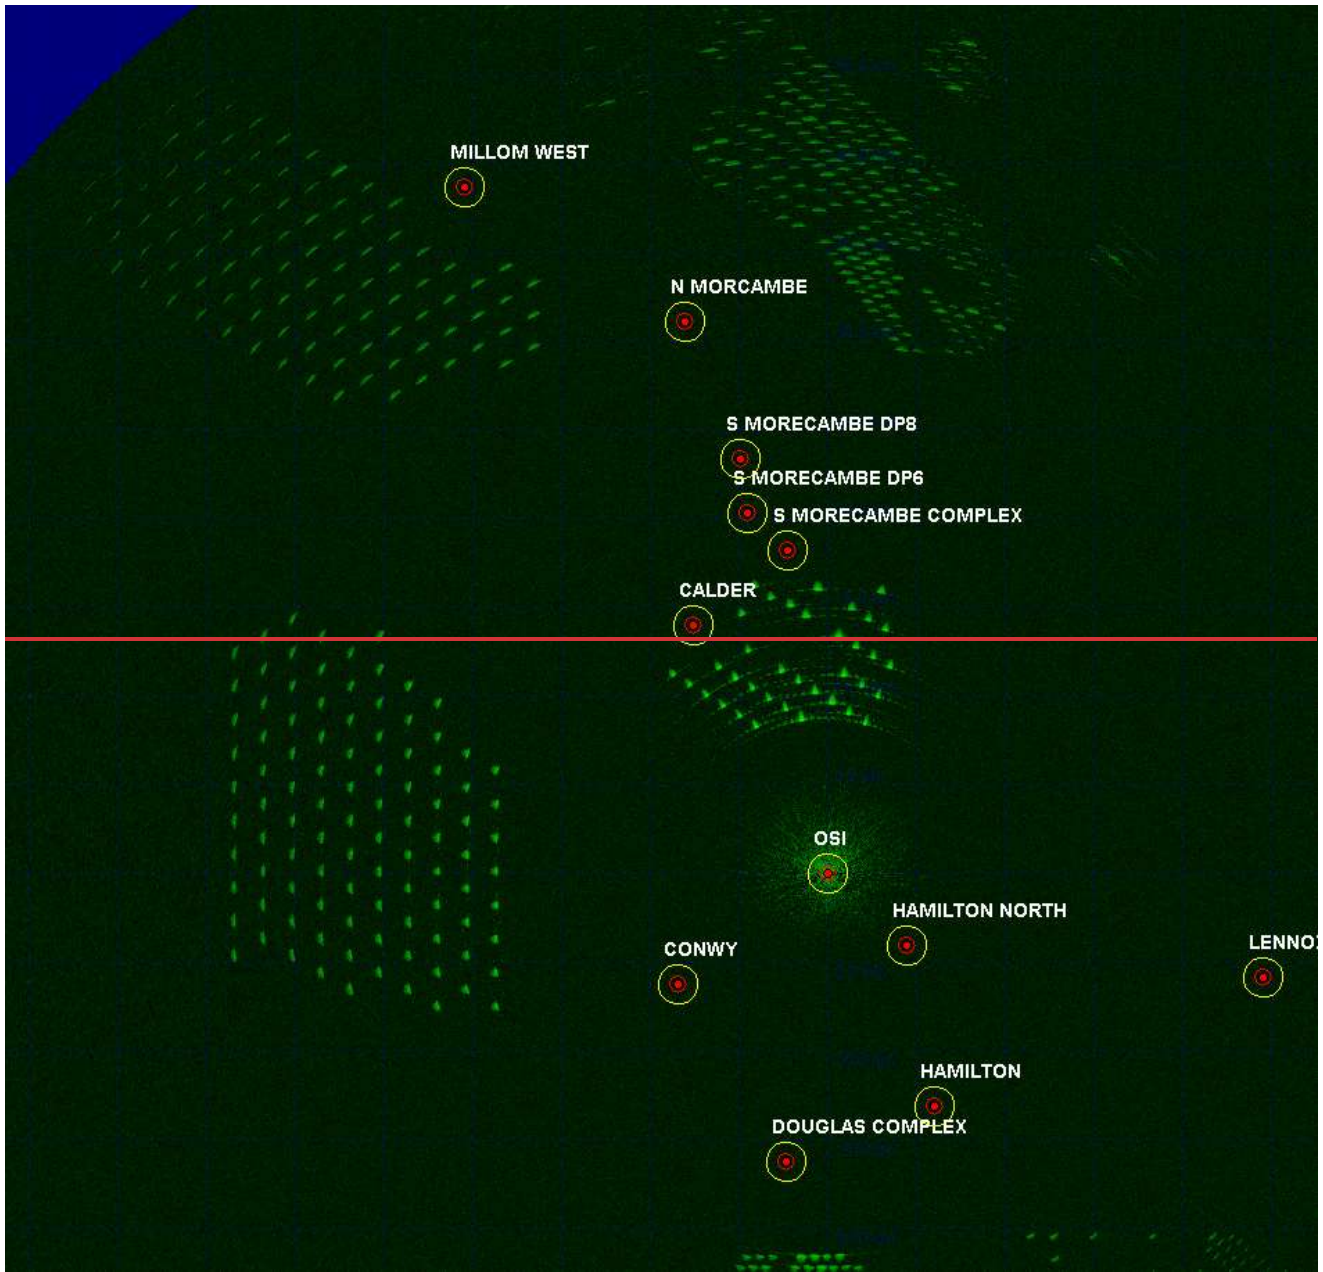 MILLOM WEST
N MORCAMBE
S MORECAMBE DP8
S MORECAMBE DP6
S MORECAMBE COMPLEX
CALDER
OSI
HAMILTON NORTH
CONWY
HAMILTON
DOUGLAS COMPLEX